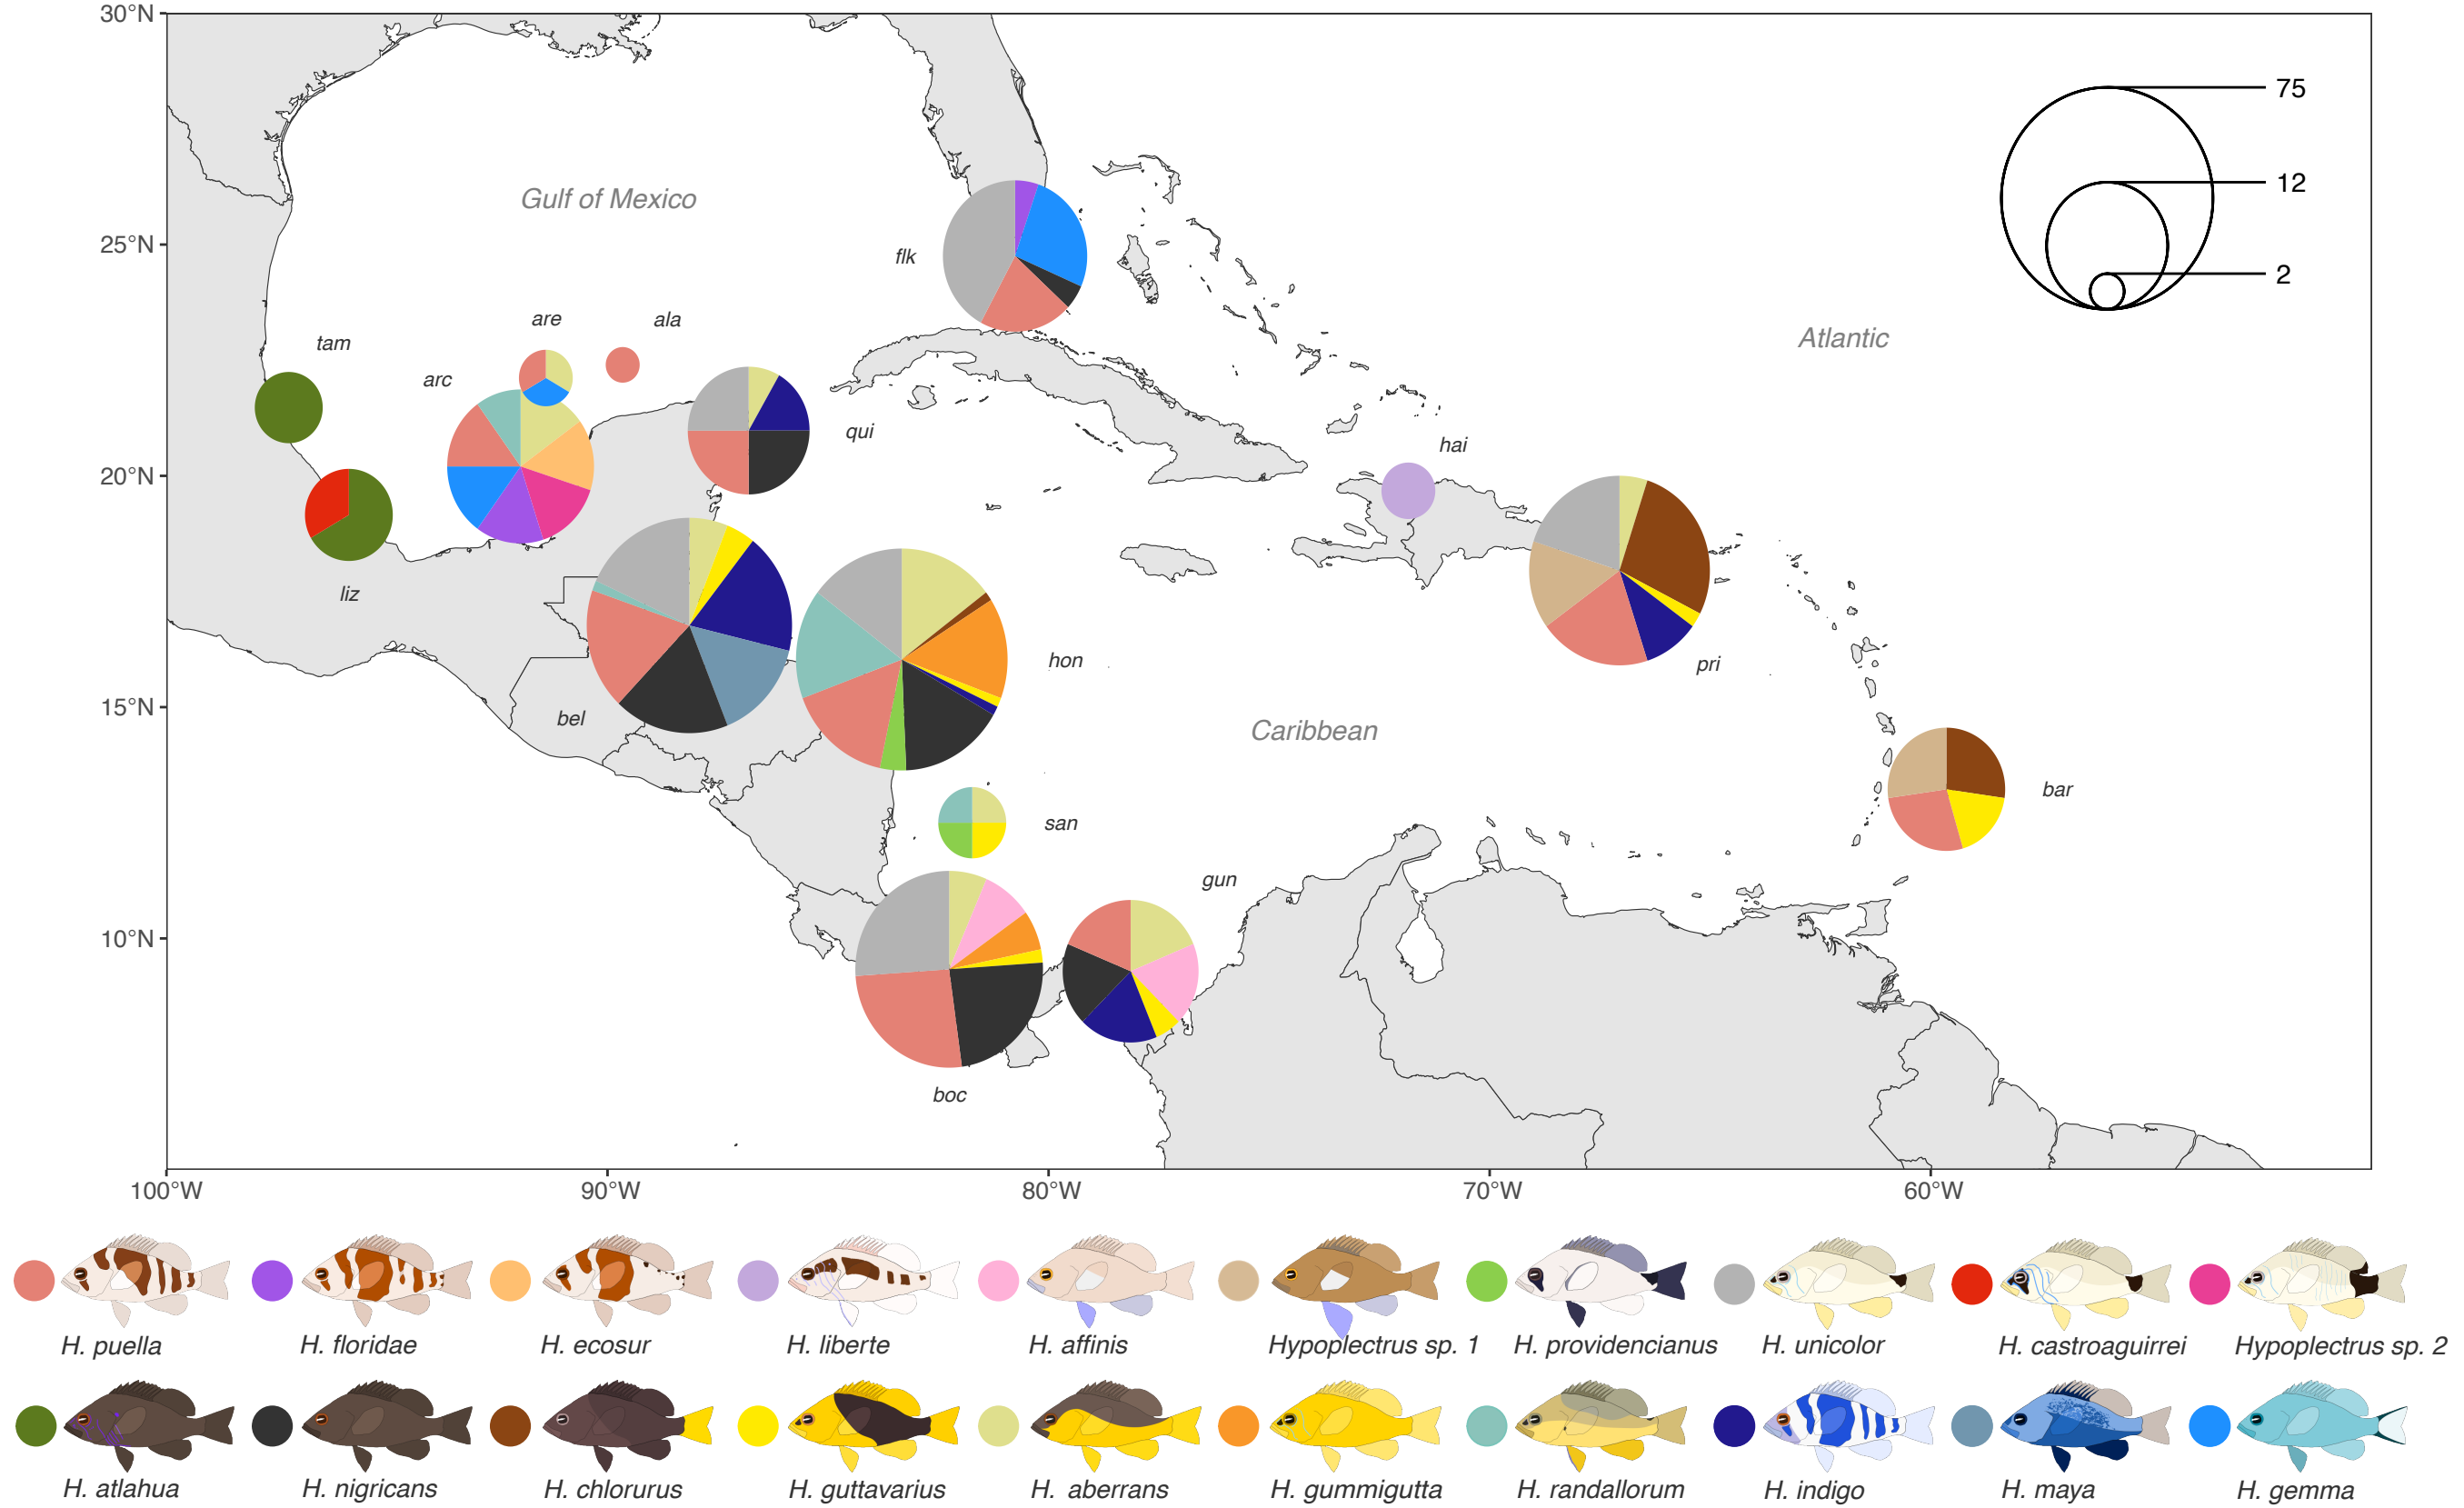 30°N
75
12
Gulf of Mexico
25°N
flk
2
are
ala
Atlantic
tam
arc
qui
hai
20°N
liz
hon
pri
15°N
bel
Caribbean
bar
san
gun
10°N
boc
100°W 90°W 80°W 70°W 60°W
H. puella H. floridae H. ecosur H. liberte H. affinis Hypoplectrus sp. 1 H. providencianus H. unicolor H. castroaguirrei Hypoplectrus sp. 2
H. atlahua H. nigricans H. chlorurus H. guttavarius H. aberrans H. gummigutta H. randallorum H. indigo H. maya H. gemma